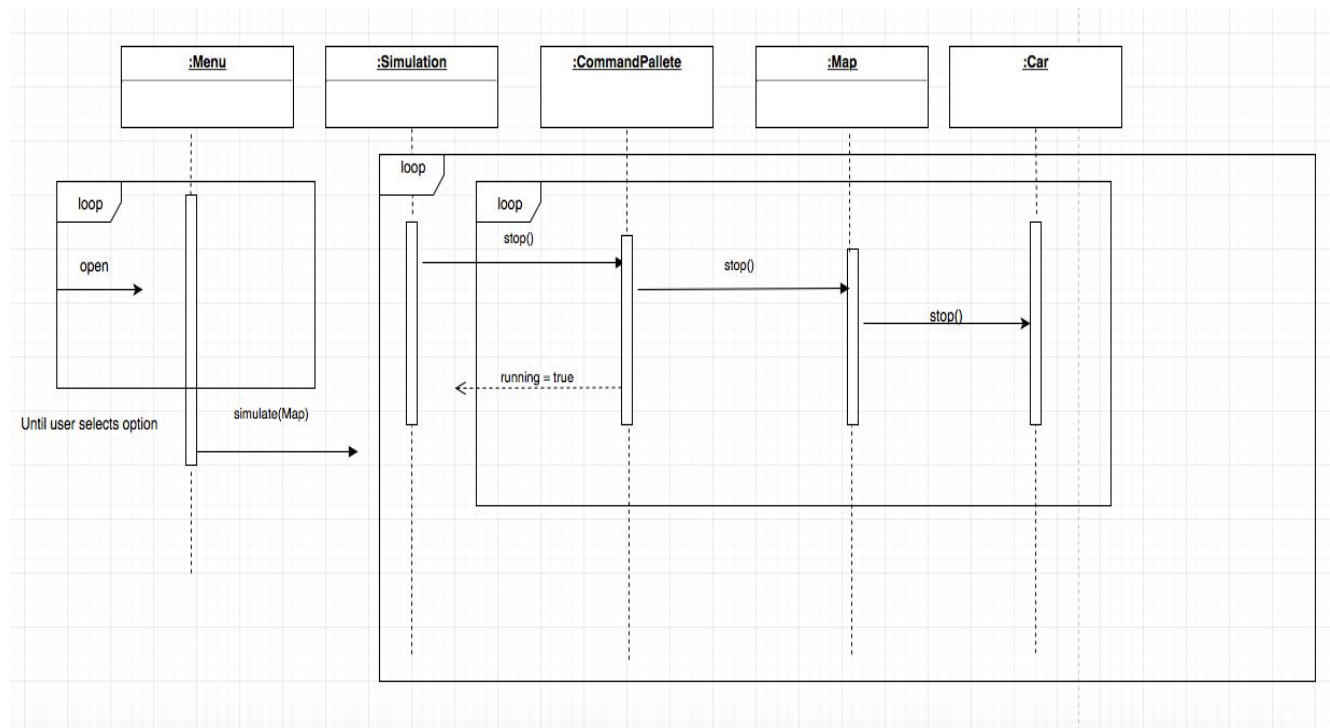 :Menu
:Simulation
:CommandPallete
:Map
:Car
loop
loop
loop
stop()
open
stop()
stop()
running = true
simulate(Map)
Until user selects option